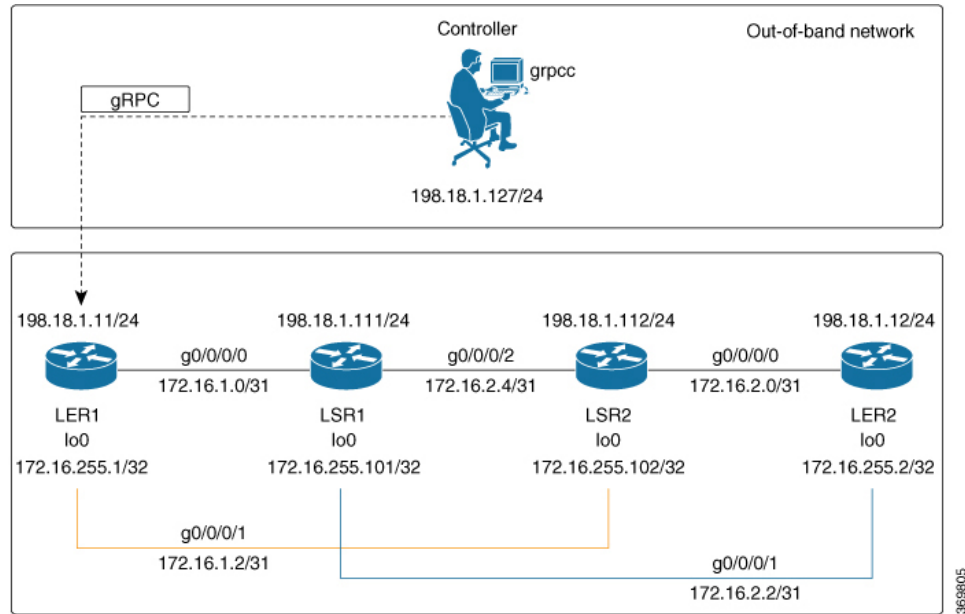 Controller
Out-of-band network
grpcc
gRPC
198.18.1.127/24
198.18.1.11/24
198.18.1.111/24
198.18.1.112/24
198.18.1.12/24
g0/0/0/0
g0/0/0/2
g0/0/0/0
172.16.1.0/31
172.16.2.4/31
172.16.2.0/31
LER1
LSR1
LSR2
LER2
lo0
lo0
lo0
lo0
172.16.255.1/32
172.16.255.101/32
172.16.255.102/32
172.16.255.2/32
g0/0/0/1
172.16.1.2/31
g0/0/0/1
172.16.2.2/31
369805